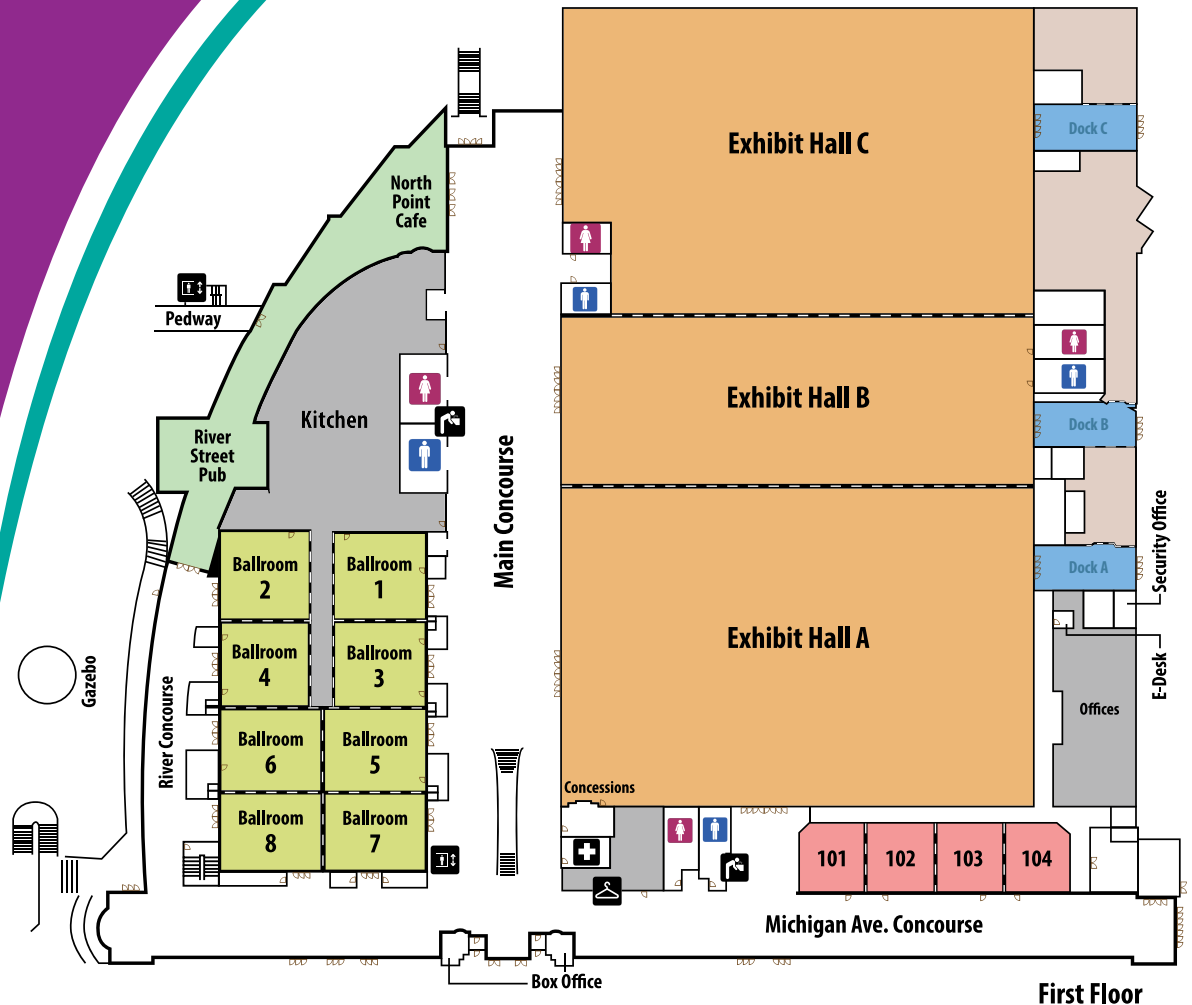 Exhibit Hall C
Dock C
North
Point
Cafe
Pedway
Exhibit Hall B
Dock B
Kitchen
River
Street
Pub
Main Concourse
Security Office
Ballroom
2
Ballroom
1
Dock A
Exhibit Hall A
E-Desk
Ballroom
4
Ballroom
3
Gazebo
River Concourse
Offices
Ballroom
6
Ballroom
5
Concessions
Ballroom
8
Ballroom
7
101
102
103
104
Michigan Ave. Concourse
Box Office
First Floor